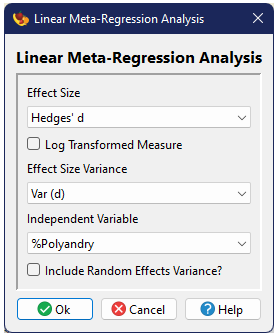 Linear Meta-Regression Analysis
Linear Meta-Regression Analysis
Effect Size
Hedges' d
Log Transformed Measure
Effect Size Variance
Var (d)
Independent Variable
%Polyandry
Include Random Effects Variance?
Ok Cancel Help